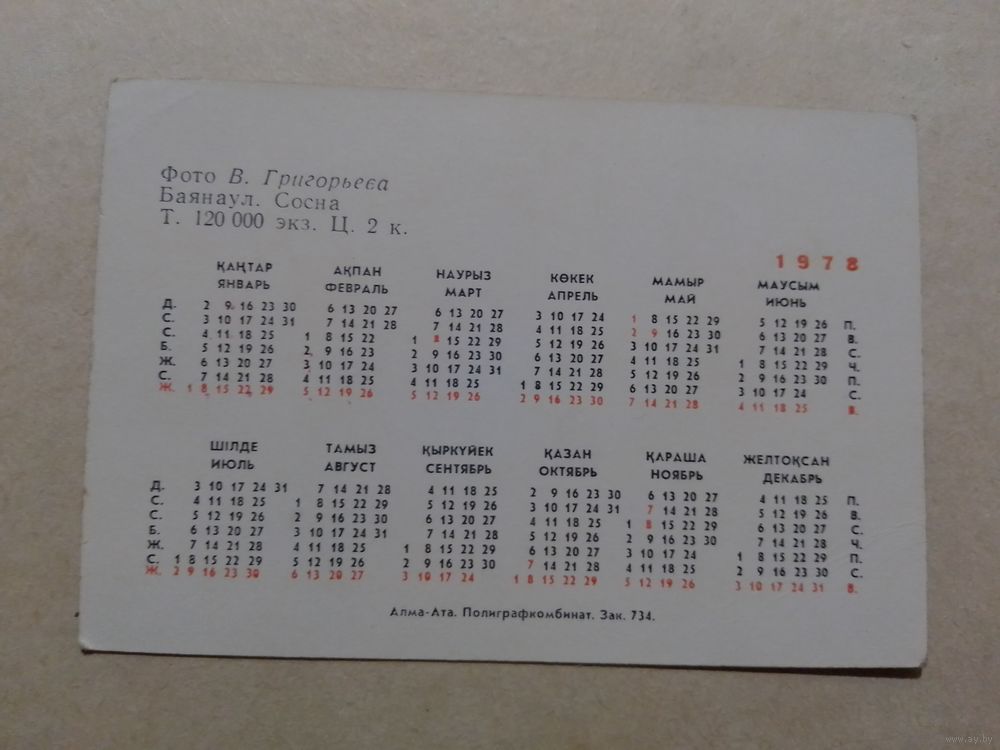 Фото В. Григорьева
Баянаул. Сосна
Т. 120 000 экз. Ц. 2 к.
1978
ҚАҢТАР АҚПАН НАУРЫЗ КӨКЕК МАМЫР МАУСЫМ
ЯНВАРЬ ФЕВРАЛЬ МАРТ АПРЕЛЬ МАЙ ИЮНЬ
Д. 2 9 16 23 30 6 13 20 27 6 13 20 27 3 10 17 24 1 8 15 22 29 5 12 19 26 П.
С. 3 10 17 24 31 7 14 21 28 7 14 21 28 4 11 18 25 2 9 16 23 30 6 13 20 27 В.
С. 4 11 18 25 1 8 15 22 1 8 15 22 29 5 12 19 26 3 10 17 24 31 7 14 21 28 С.
Б. 5 12 19 26 2 9 16 23 2 9 16 23 30 6 13 20 27 4 11 18 25 1 8 15 22 29 Ч.
Ж. 6 13 20 27 3 10 17 24 3 10 17 24 31 7 14 21 28 5 12 19 26 2 9 16 23 30 П.
С. 7 14 21 28 4 11 18 25 4 11 18 25 1 8 15 22 29 6 13 20 27 3 10 17 24 С.
Ж. 1 8 15 22 29 5 12 19 26 5 12 19 26 2 9 16 23 30 7 14 21 28 4 11 18 25 В.
ШІЛДЕ ТАМЫЗ ҚЫРКҮЙЕК ҚАЗАН ҚАРАША ЖЕЛТОҚСАН
ИЮЛЬ АВГУСТ СЕНТЯБРЬ ОКТЯБРЬ НОЯБРЬ ДЕКАБРЬ
Д. 3 10 17 24 31 7 14 21 28 4 11 18 25 2 9 16 23 30 6 13 20 27 4 11 18 25 П.
С. 4 11 18 25 1 8 15 22 29 5 12 19 26 3 10 17 24 31 7 14 21 28 5 12 19 26 В.
С. 5 12 19 26 2 9 16 23 30 6 13 20 27 4 11 18 25 1 8 15 22 29 6 13 20 27 С.
Б. 6 13 20 27 3 10 17 24 31 7 14 21 28 5 12 19 26 2 9 16 23 30 7 14 21 28 Ч.
Ж. 7 14 21 28 4 11 18 25 1 8 15 22 29 6 13 20 27 3 10 17 24 1 8 15 22 29 П.
С. 1 8 15 22 29 5 12 19 26 2 9 16 23 30 7 14 21 28 4 11 18 25 2 9 16 23 30 С.
Ж. 2 9 16 23 30 6 13 20 27 3 10 17 24 1 8 15 22 29 5 12 19 26 3 10 17 24 31 В.
Алма-Ата. Полиграфкомбинат. Зак. 734.
www.ay.by